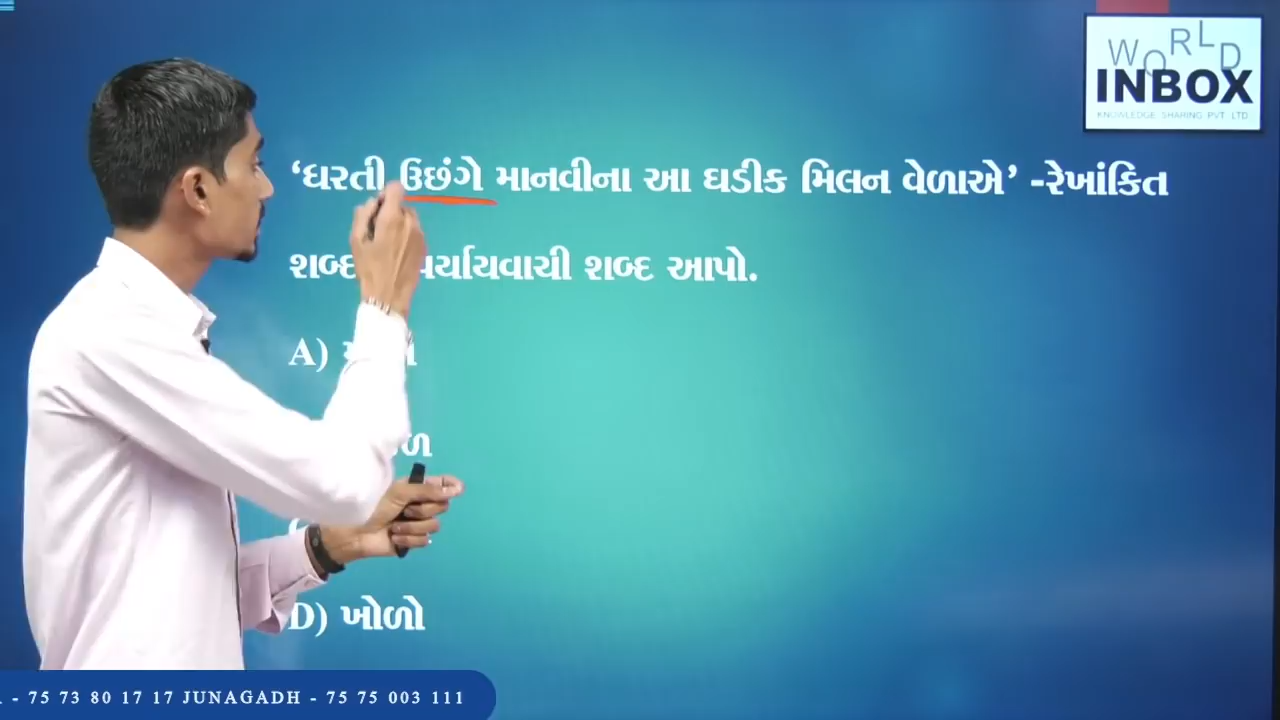 WORLD
INBOX
KNOWLEDGE SHARING PVT. LTD
‘ધરતી ઉછંગે માનવીના આ ઘડીક મિલન વેળાએ’ -રેખાંકિત
પર્યાયવાચી શબ્દ આપો.
A)
D) ખોળો
- 75 73 80 17 17 JUNAGADH - 75 75 003 111